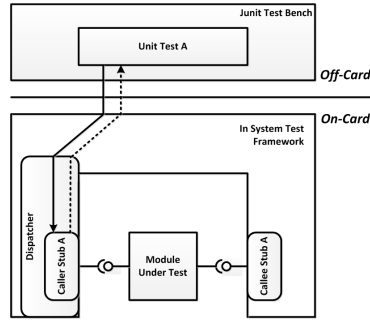 Junit Test Bench
Unit Test A
Off-Card
On-Card
In System Test
Framework
Dispatcher
Caller Stub A
Module
Under Test
Callee Stub A